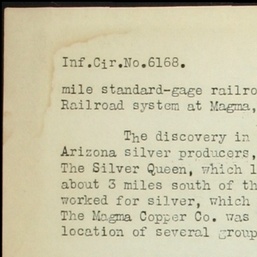 Inf.Cir.No.6168.
mile standard-gage railro
Railroad system at Magma,
The discovery in
Arizona silver producers,
The Silver Queen, which l
about 3 miles south of th
worked for silver, which
The Magma Copper Co. was
location of several group